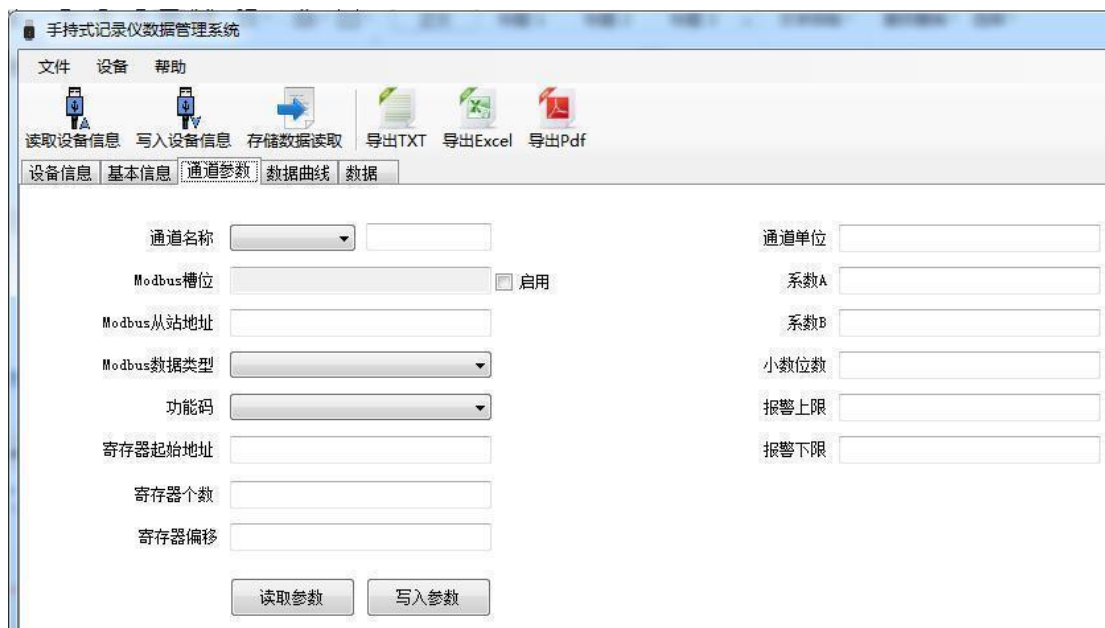 手持式记录仪数据管理系统
文件 设备 帮助
读取设备信息 写入设备信息 存储数据读取 导出TXT 导出Excel 导出Pdf
设备信息 基本信息 通道参数 数据曲线 数据
通道名称 通道单位
Modbus槽位 启用 系数A
Modbus从站地址 系数B
Modbus数据类型 小数位数
功能码 报警上限
寄存器起始地址 报警下限
寄存器个数
寄存器偏移
读取参数 写入参数